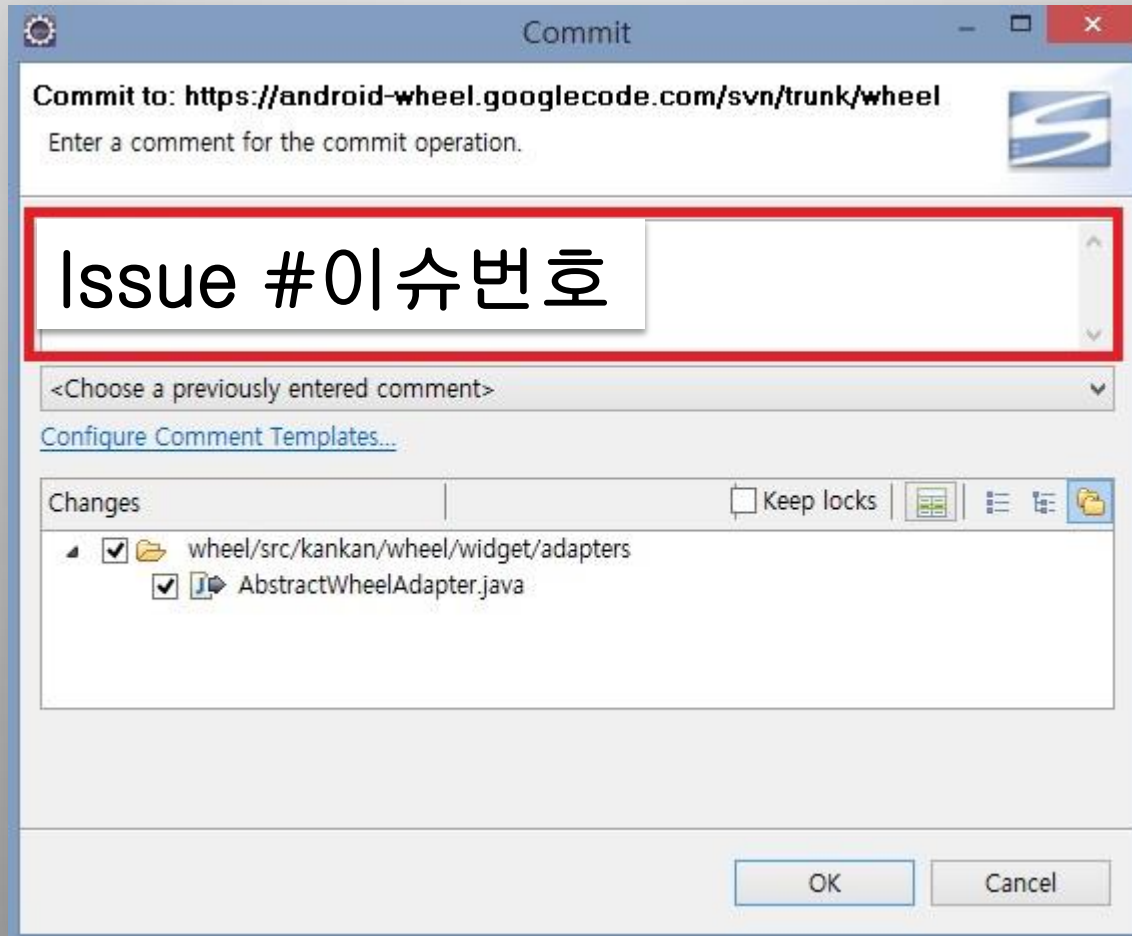 Commit
Commit to: https://android-wheel.googlecode.com/svn/trunk/wheel
Enter a comment for the commit operation.
Issue #이슈번호
<Choose a previously entered comment>
Configure Comment Templates...
Changes
Keep locks
wheel/src/kankan/wheel/widget/adapters
AbstractWheelAdapter.java
OK
Cancel